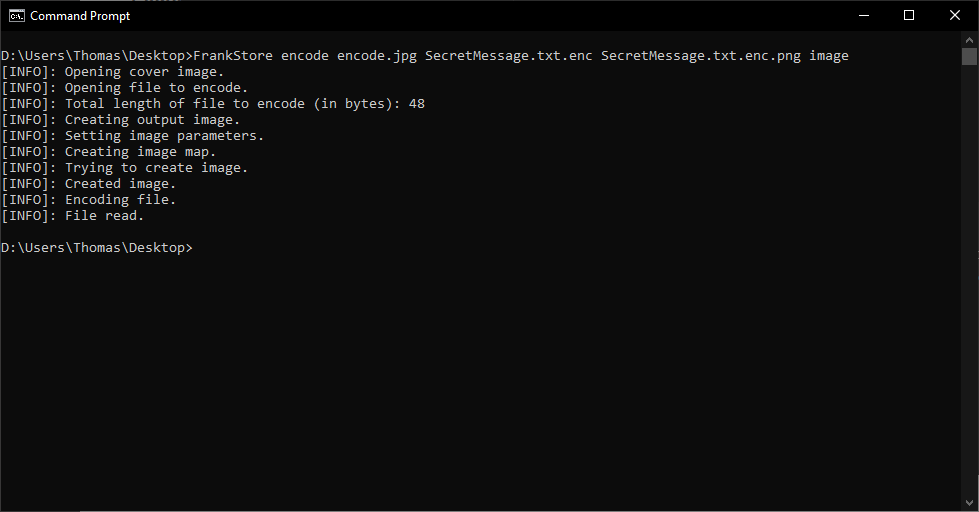 Command Prompt
D:\Users\Thomas\Desktop>FrankStore encode encode.jpg SecretMessage.txt.enc SecretMessage.txt.enc.png image
[INFO]: Opening cover image.
[INFO]: Opening file to encode.
[INFO]: Total length of file to encode (in bytes): 48
[INFO]: Creating output image.
[INFO]: Setting image parameters.
[INFO]: Creating image map.
[INFO]: Trying to create image.
[INFO]: Created image.
[INFO]: Encoding file.
[INFO]: File read.
D:\Users\Thomas\Desktop>